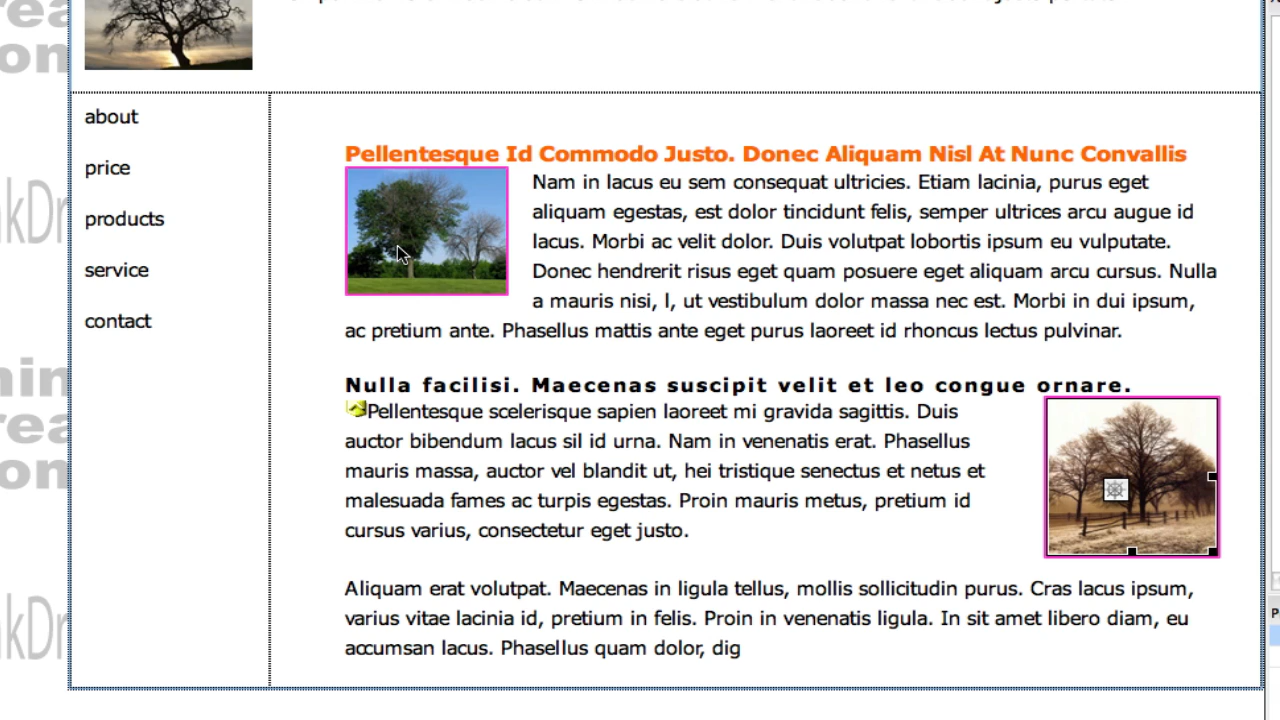 about
price
products
service
contact
Pellentesque Id Commodo Justo. Donec Aliquam Nisl At Nunc Convallis
Nam in lacus eu sem consequat ultricies. Etiam lacinia, purus eget
aliquam egestas, est dolor tincidunt felis, semper ultrices arcu augue id
lacus. Morbi ac velit dolor. Duis volutpat lobortis ipsum eu vulputate.
Donec hendrerit risus eget quam posuere eget aliquam arcu cursus. Nulla
a mauris nisi, l, ut vestibulum dolor massa nec est. Morbi in dui ipsum,
ac pretium ante. Phasellus mattis ante eget purus laoreet id rhoncus lectus pulvinar.
Nulla facilisi. Maecenas suscipit velit et leo congue ornare.
Pellentesque scelerisque sapien laoreet mi gravida sagittis. Duis
auctor bibendum lacus sil id urna. Nam in venenatis erat. Phasellus
mauris massa, auctor vel blandit ut, hei tristique senectus et netus et
malesuada fames ac turpis egestas. Proin mauris metus, pretium id
cursus varius, consectetur eget justo.
Aliquam erat volutpat. Maecenas in ligula tellus, mollis sollicitudin purus. Cras lacus ipsum,
varius vitae lacinia id, pretium in felis. Proin in venenatis ligula. In sit amet libero diam, eu
accumsan lacus. Phasellus quam dolor, dig